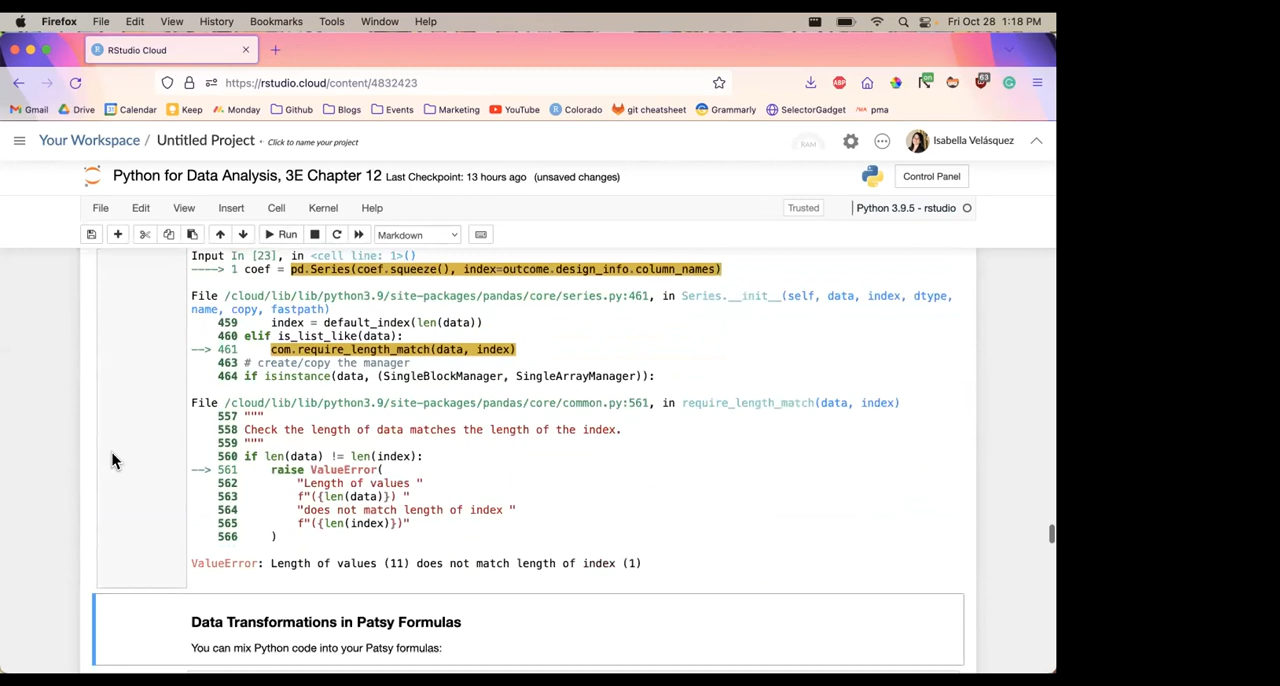 Firefox File Edit View History Bookmarks Tools Window Help Fri Oct 28 1:18 PM
RStudio Cloud
https://rstudio.cloud/content/4832423
on 63
Gmail Drive Calendar Keep Monday Github Blogs Events Marketing YouTube Colorado git cheatsheet Grammarly SelectorGadget pma
Your Workspace / Untitled Project Click to name your project RAM Isabella Velásquez
Python for Data Analysis, 3E Chapter 12 Last Checkpoint: 13 hours ago (unsaved changes) Control Panel
File Edit View Insert Cell Kernel Help Trusted Python 3.9.5 - rstudio
Run Markdown
Input In [23], in <cell line: 1>()
----> 1 coef = pd.Series(coef.squeeze(), index=outcome.design_info.column_names)
File /cloud/lib/lib/python3.9/site-packages/pandas/core/series.py:461, in Series.__init__(self, data, index, dtype,
name, copy, fastpath)
459 index = default_index(len(data))
460 elif is_list_like(data):
--> 461 com.require_length_match(data, index)
463 # create/copy the manager
464 if isinstance(data, (SingleBlockManager, SingleArrayManager)):
File /cloud/lib/lib/python3.9/site-packages/pandas/core/common.py:561, in require_length_match(data, index)
557 """
558 Check the length of data matches the length of the index.
559 """
560 if len(data) != len(index):
--> 561 raise ValueError(
562 "Length of values "
563 f"({len(data)}) "
564 "does not match length of index "
565 f"({len(index)})"
566 )
ValueError: Length of values (11) does not match length of index (1)
Data Transformations in Patsy Formulas
You can mix Python code into your Patsy formulas: